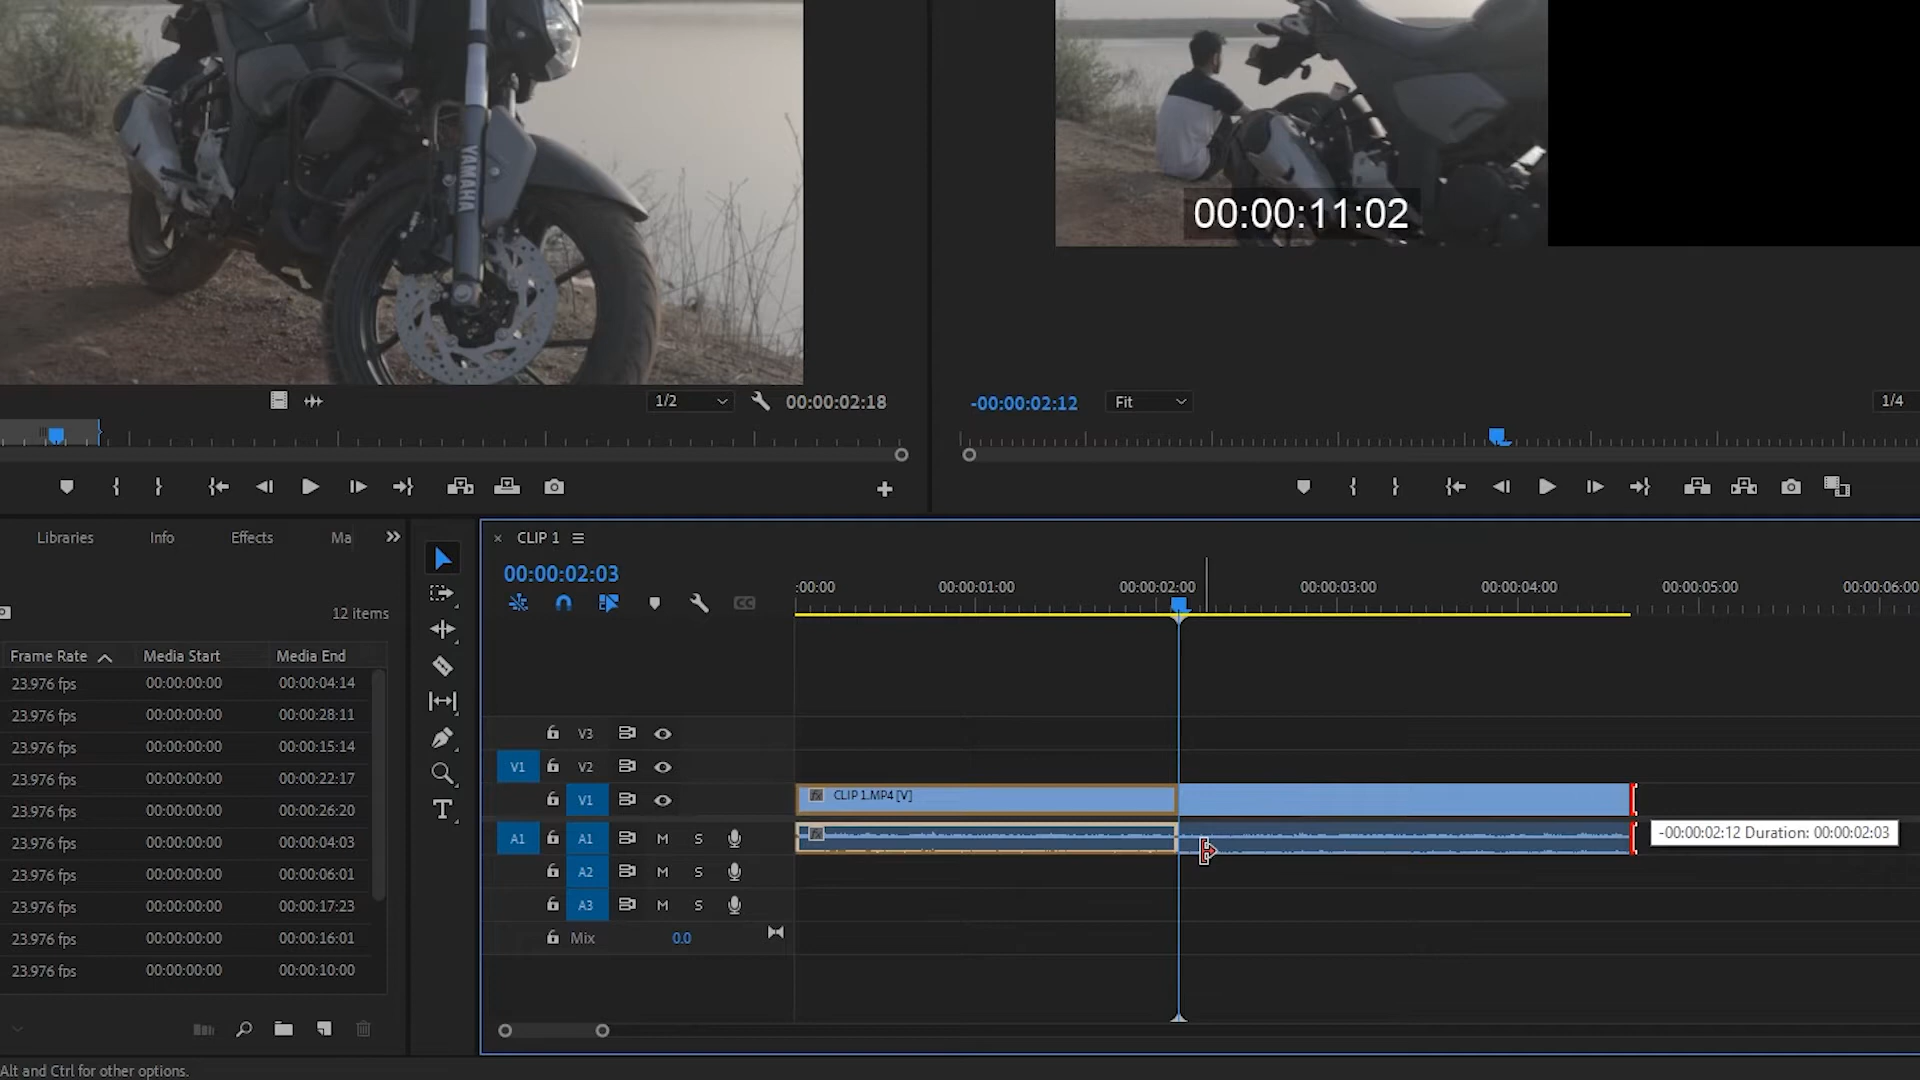 YAMAHA
00:00:11:02
1/2
00:00:02:18
-00:00:02:12
Fit
1/4
Libraries
Info
Effects
Ma
× CLIP 1
00:00:02:03
:00:00
00:00:01:00
00:00:02:00
00:00:03:00
00:00:04:00
00:00:05:00
00:00:06:00
CC
12 items
Frame Rate Media Start Media End
23.976 fps 00:00:00:00 00:00:04:14
23.976 fps 00:00:00:00 00:00:28:11
23.976 fps 00:00:00:00 00:00:15:14
23.976 fps 00:00:00:00 00:00:22:17
23.976 fps 00:00:00:00 00:00:26:20
23.976 fps 00:00:00:00 00:00:04:03
23.976 fps 00:00:00:00 00:00:06:01
23.976 fps 00:00:00:00 00:00:17:23
23.976 fps 00:00:00:00 00:00:16:01
23.976 fps 00:00:00:00 00:00:10:00
T
V3
V1 V2
V1
fx CLIP 1.MP4 [V]
A1 A1 M S
fx
-00:00:02:12 Duration: 00:00:02:03
A2 M S
A3 M S
Mix 0.0
Alt and Ctrl for other options.